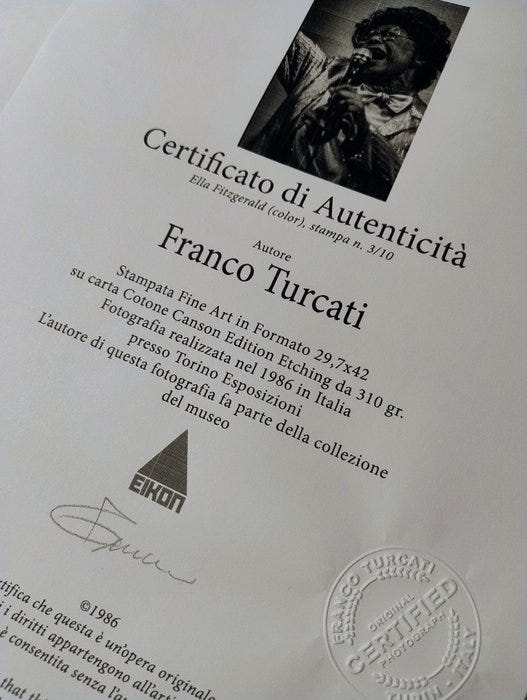 Certificato di Autenticità
Ella Fitzgerald (color), stampa n. 3/10
Autore
Franco Turcati
Stampata Fine Art in Formato 29,7x42
su carta Cotone Canson Edition Etching da 310 gr.
Fotografia realizzata nel 1986 in Italia
presso Torino Esposizioni
L'autore di questa fotografia fa parte della collezione
del museo
EIKON
©1986
tifica che questa è un'opera originale
i diritti appartengono all'arti
è consentita senza l'a
that the
FRANCO TURCATI
ORIGINAL
CERTIFIED
PHOTOGRAPH
ITALY